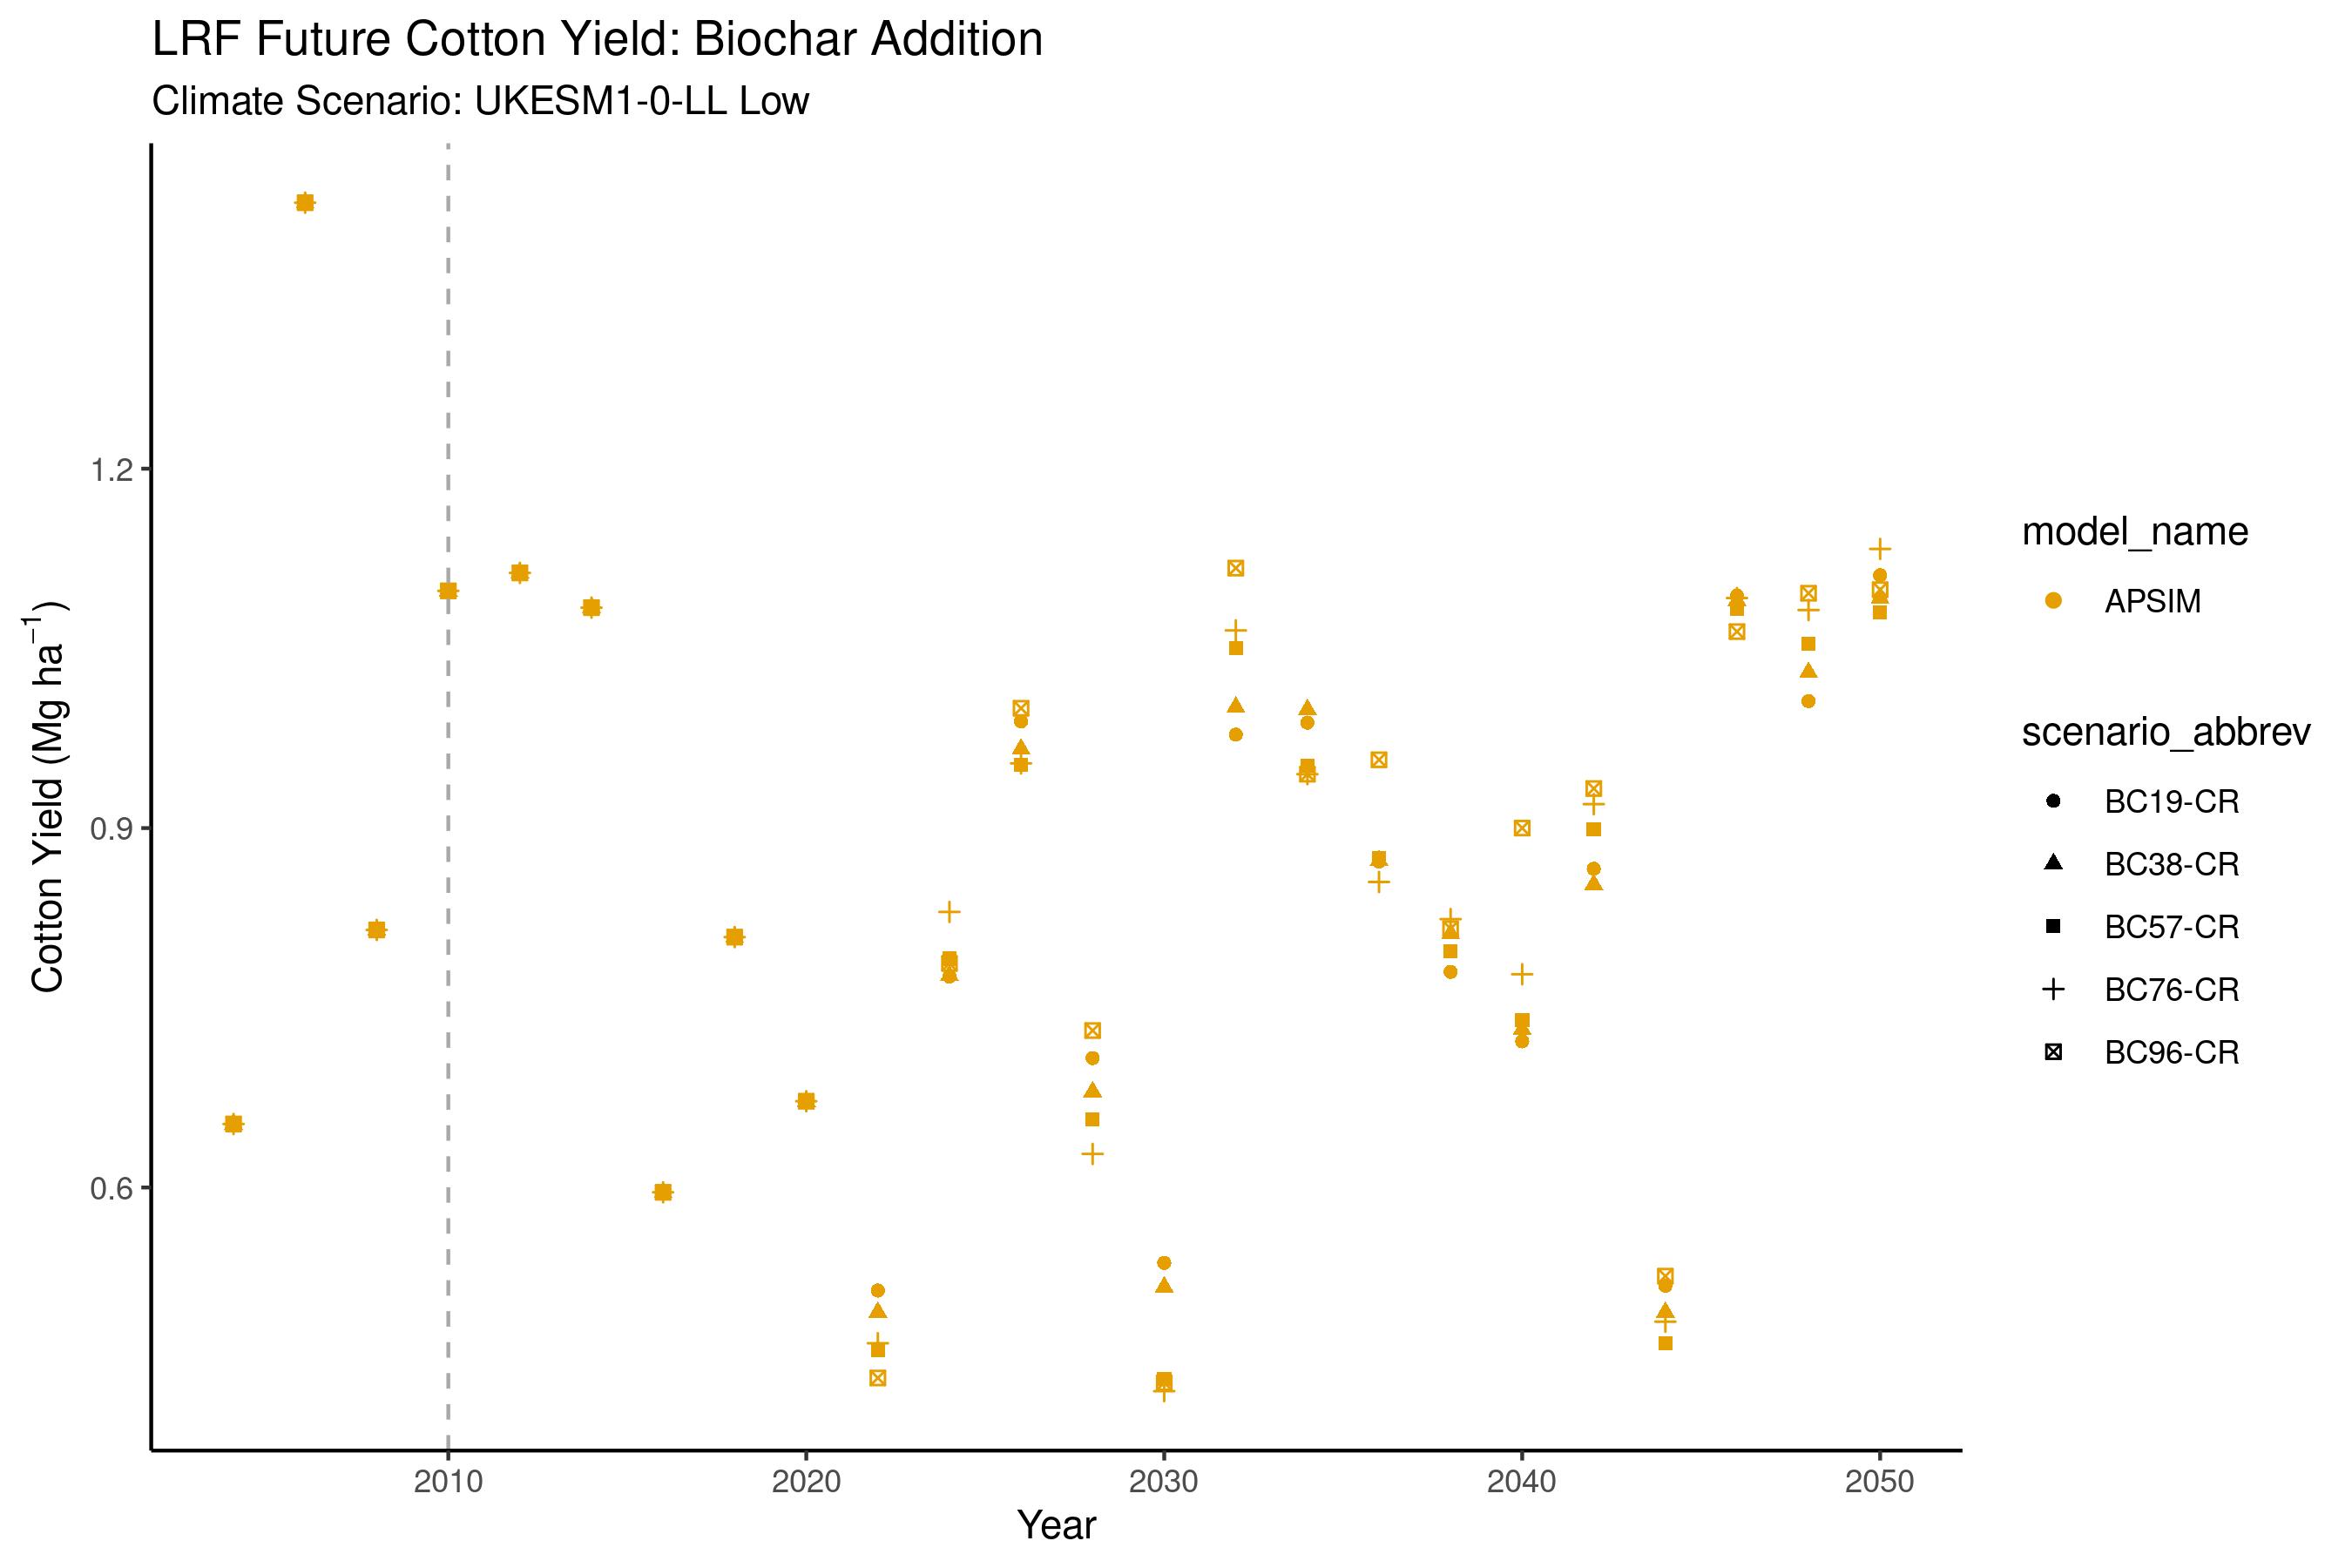 LRF Future Cotton Yield: Biochar Addition
Climate Scenario: UKESM1-0-LL Low
Cotton Yield (Mg ha⁻¹)
1.2
0.9
0.6
2010 2020 2030 2040 2050
Year
model_name
APSIM
scenario_abbrev
BC19-CR
BC38-CR
BC57-CR
BC76-CR
BC96-CR